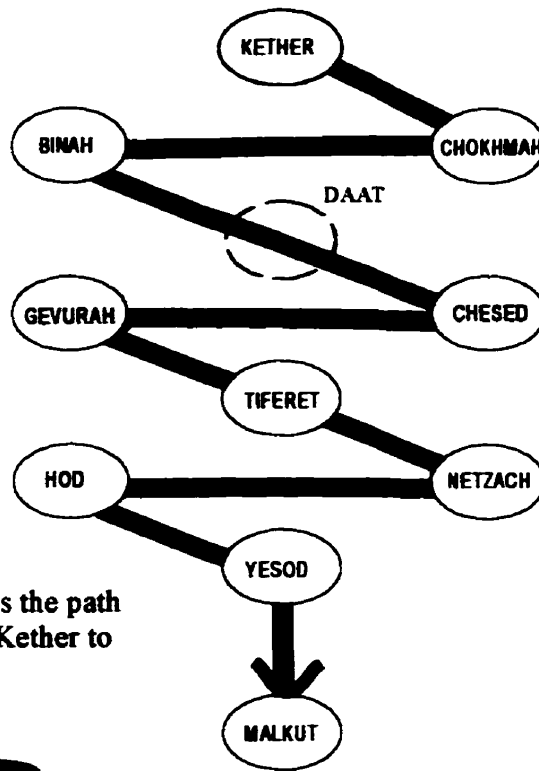 KETHER
BINAH CHOKHMAH
DAAT
GEVURAH CHESED
TIFERET
HOD NETZACH
YESOD
s the path
Kether to
MALKUT